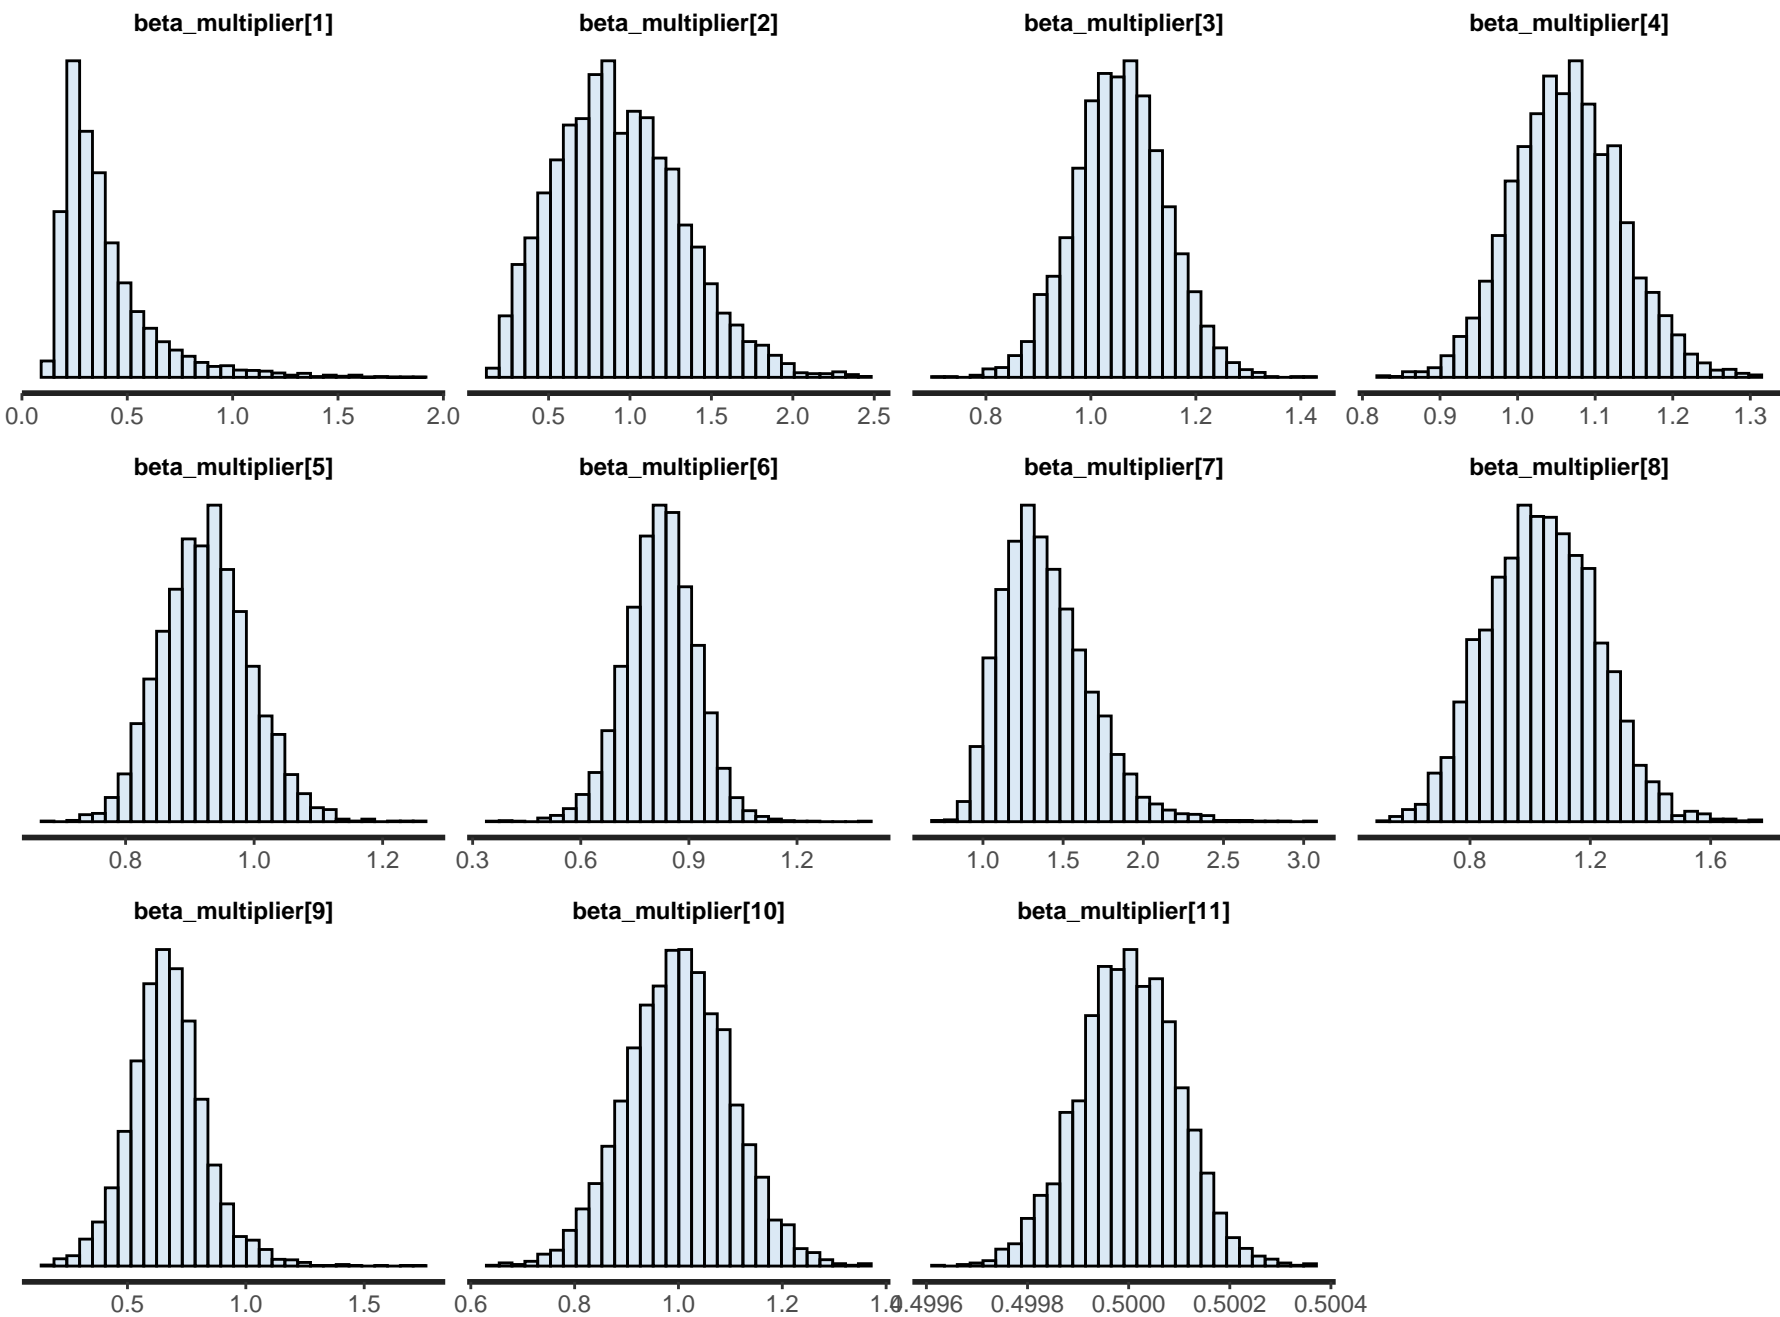 beta_multiplier[1] beta_multiplier[2] beta_multiplier[3] beta_multiplier[4]
0.0 0.5 1.0 1.5 2.0 0.5 1.0 1.5 2.0 2.5 0.8 1.0 1.2 1.4 0.8 0.9 1.0 1.1 1.2 1.3
beta_multiplier[5] beta_multiplier[6] beta_multiplier[7] beta_multiplier[8]
0.8 1.0 1.2 0.3 0.6 0.9 1.2 1.0 1.5 2.0 2.5 3.0 0.8 1.2 1.6
beta_multiplier[9] beta_multiplier[10] beta_multiplier[11]
0.5 1.0 1.5 0.6 0.8 1.0 1.2 1.4 0.4996 0.4998 0.5000 0.5002 0.5004